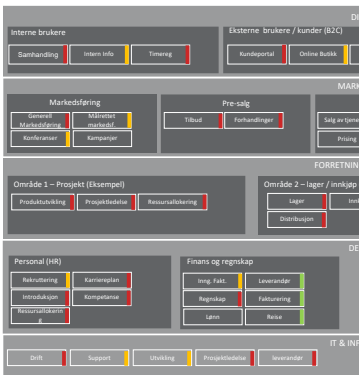 DI
Interne brukere
Eksterne brukere / kunder (B2C)
Samhandling
Intern Info
Timereg
Kundeportal
Online Butikk
MARK
Markedsføring
Pre-salg
Generell
Markedsføring
Målrettet
markedsf.
Tilbud
Forhandlinger
Salg av tjene
Konferanser
Kampanjer
Prising
FORRETNIN
Område 1 – Prosjekt (Eksempel)
Område 2 – lager / innkjøp
Produktutvikling
Prosjektledelse
Ressursallokering
Lager
Innk
Distribusjon
DE
Personal (HR)
Finans og regnskap
Rekruttering
Karriereplan
Inng. Fakt.
Leverandør
Introduksjon
Kompetanse
Regnskap
Fakturering
Ressursallokerin
g
Lønn
Reise
IT & INF
Drift
Support
Utvikling
Prosjektledelse
leverandør